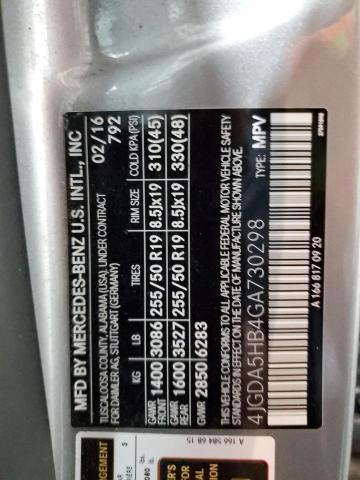 MFD BY MERCEDES-BENZ U.S. INTL., INC
TUSCALOOSA COUNTY, ALABAMA (USA), UNDER CONTRACT 02/16
FOR DAIMLER AG, STUTTGART (GERMANY) 792
KG LB TIRES RIM SIZE COLD KPA(PSI)
GAWR FRONT 1400 3086 255/50 R19 8.5Jx19 310(45)
GAWR REAR 1600 3527 255/50 R19 8.5Jx19 330(48)
GVWR 2850 6283
THIS VEHICLE CONFORMS TO ALL APPLICABLE FEDERAL MOTOR VEHICLE SAFETY
STANDARDS IN EFFECT ON THE DATE OF MANUFACTURE SHOWN ABOVE.
4JGDA5HB4GA730298 TYPE: MPV
A 166 817 09 20
A 166 584 68 15